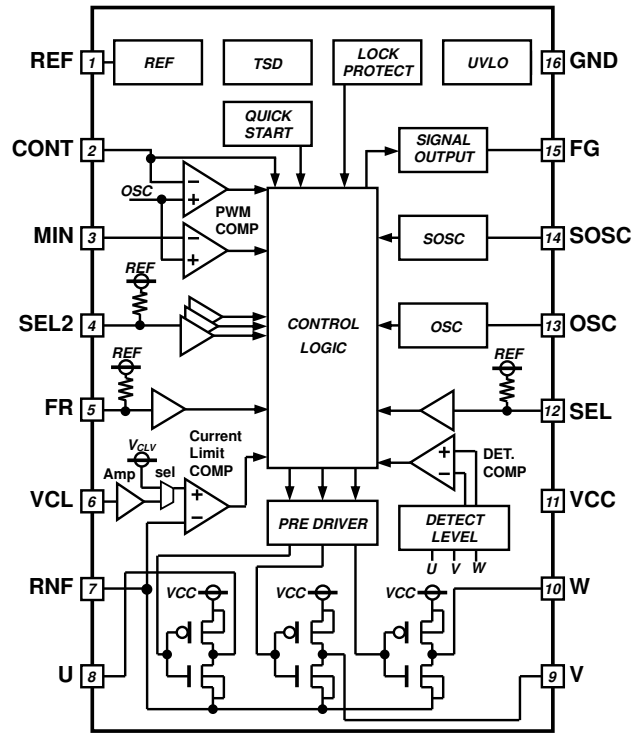 REF 1 REF TSD LOCK PROTECT UVLO 16 GND
QUICK START
CONT 2 SIGNAL OUTPUT 15 FG
OSC
−
+
PWM COMP
MIN 3 − SOSC 14 SOSC
+
REF
SEL2 4 CONTROL LOGIC OSC 13 OSC
REF
REF
FR 5 12 SEL
VCLV
Current Limit COMP
+
−
DET. COMP
Amp sel
+
−
VCL 6 11 VCC
PRE DRIVER DETECT LEVEL
U V W
RNF 7 VCC VCC VCC 10 W
U 8 9 V